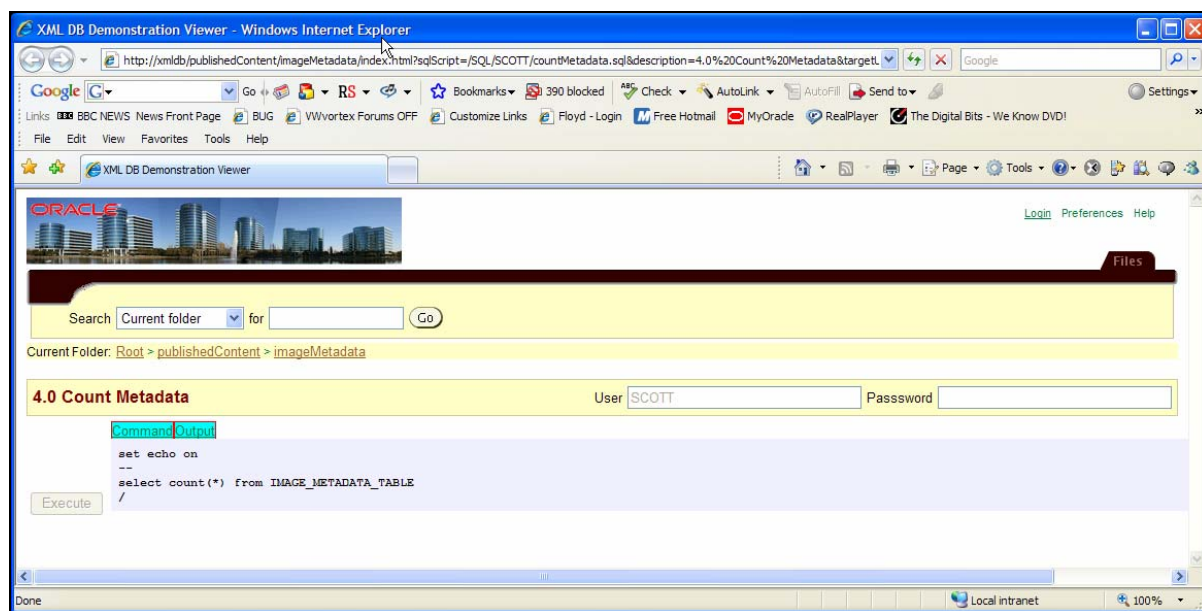 XML DB Demonstration Viewer - Windows Internet Explorer
http://xmldb/publishedContent/imageMetadata/index.html?sqlScript=/SQL/SCOTT/countMetadata.sql&description=4.0%20Count%20Metadata&targetL
Google
Google G Go RS Bookmarks 390 blocked Check AutoLink AutoFill Send to Settings
Links BBC NEWS News Front Page BUG VWvortex Forums OFF Customize Links Floyd - Login Free Hotmail MyOracle RealPlayer The Digital Bits - We Know DVD! »
File Edit View Favorites Tools Help
XML DB Demonstration Viewer Page Tools
ORACLE
Login Preferences Help
Files
Search Current folder for Go
Current Folder: Root > publishedContent > imageMetadata
4.0 Count Metadata User SCOTT Passsword
Command Output
set echo on
--
select count(*) from IMAGE_METADATA_TABLE
/
Execute
Done Local intranet 100%